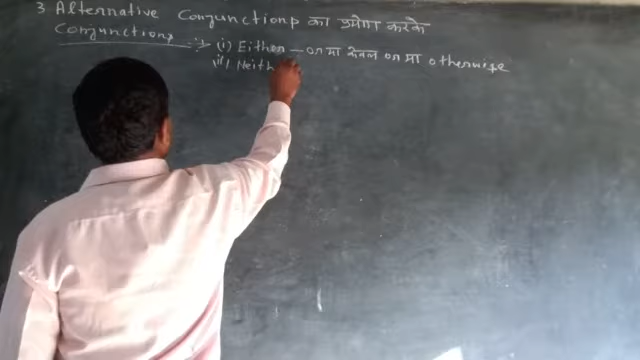 3 Alternative Conjunctions का प्रयोग करके
Conjunctions :→ (i) Either — or या केवल or या otherwise
(ii) Neith